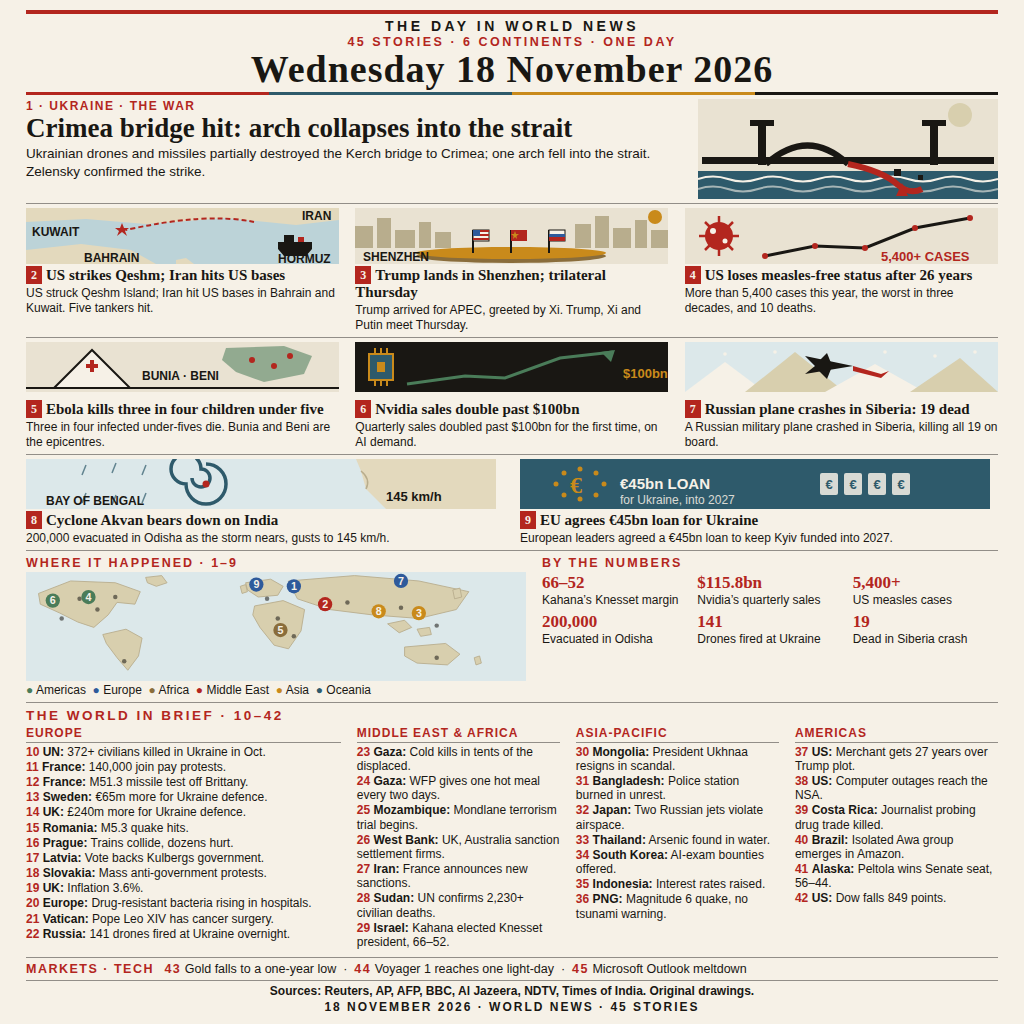 THE DAY IN WORLD NEWS
45 STORIES · 6 CONTINENTS · ONE DAY
Wednesday 18 November 2026
1 · UKRAINE · THE WAR
Crimea bridge hit: arch collapses into the strait
Ukrainian drones and missiles partially destroyed the Kerch bridge to Crimea; one arch fell into the strait.
Zelensky confirmed the strike.
IRAN
KUWAIT
BAHRAIN
HORMUZ
2 US strikes Qeshm; Iran hits US bases
US struck Qeshm Island; Iran hit US bases in Bahrain and
Kuwait. Five tankers hit.
SHENZHEN
3 Trump lands in Shenzhen; trilateral
Thursday
Trump arrived for APEC, greeted by Xi. Trump, Xi and
Putin meet Thursday.
5,400+ CASES
4 US loses measles-free status after 26 years
More than 5,400 cases this year, the worst in three
decades, and 10 deaths.
BUNIA · BENI
5 Ebola kills three in four children under five
Three in four infected under-fives die. Bunia and Beni are
the epicentres.
$100bn
6 Nvidia sales double past $100bn
Quarterly sales doubled past $100bn for the first time, on
AI demand.
7 Russian plane crashes in Siberia: 19 dead
A Russian military plane crashed in Siberia, killing all 19 on
board.
BAY OF BENGAL
145 km/h
8 Cyclone Akvan bears down on India
200,000 evacuated in Odisha as the storm nears, gusts to 145 km/h.
€
€45bn LOAN
for Ukraine, into 2027
€ € € €
9 EU agrees €45bn loan for Ukraine
European leaders agreed a €45bn loan to keep Kyiv funded into 2027.
WHERE IT HAPPENED · 1–9
6 4 9 1 7 2 8 3 5
● Americas ● Europe ● Africa ● Middle East ● Asia ● Oceania
BY THE NUMBERS
66–52 $115.8bn 5,400+
Kahana's Knesset margin Nvidia's quarterly sales US measles cases
200,000 141 19
Evacuated in Odisha Drones fired at Ukraine Dead in Siberia crash
THE WORLD IN BRIEF · 10–42
EUROPE
10 UN: 372+ civilians killed in Ukraine in Oct.
11 France: 140,000 join pay protests.
12 France: M51.3 missile test off Brittany.
13 Sweden: €65m more for Ukraine defence.
14 UK: £240m more for Ukraine defence.
15 Romania: M5.3 quake hits.
16 Prague: Trains collide, dozens hurt.
17 Latvia: Vote backs Kulbergs government.
18 Slovakia: Mass anti-government protests.
19 UK: Inflation 3.6%.
20 Europe: Drug-resistant bacteria rising in hospitals.
21 Vatican: Pope Leo XIV has cancer surgery.
22 Russia: 141 drones fired at Ukraine overnight.
MIDDLE EAST & AFRICA
23 Gaza: Cold kills in tents of the
displaced.
24 Gaza: WFP gives one hot meal
every two days.
25 Mozambique: Mondlane terrorism
trial begins.
26 West Bank: UK, Australia sanction
settlement firms.
27 Iran: France announces new
sanctions.
28 Sudan: UN confirms 2,230+
civilian deaths.
29 Israel: Kahana elected Knesset
president, 66–52.
ASIA-PACIFIC
30 Mongolia: President Ukhnaa
resigns in scandal.
31 Bangladesh: Police station
burned in unrest.
32 Japan: Two Russian jets violate
airspace.
33 Thailand: Arsenic found in water.
34 South Korea: AI-exam bounties
offered.
35 Indonesia: Interest rates raised.
36 PNG: Magnitude 6 quake, no
tsunami warning.
AMERICAS
37 US: Merchant gets 27 years over
Trump plot.
38 US: Computer outages reach the
NSA.
39 Costa Rica: Journalist probing
drug trade killed.
40 Brazil: Isolated Awa group
emerges in Amazon.
41 Alaska: Peltola wins Senate seat,
56–44.
42 US: Dow falls 849 points.
MARKETS · TECH 43 Gold falls to a one-year low · 44 Voyager 1 reaches one light-day · 45 Microsoft Outlook meltdown
Sources: Reuters, AP, AFP, BBC, Al Jazeera, NDTV, Times of India. Original drawings.
18 NOVEMBER 2026 · WORLD NEWS · 45 STORIES